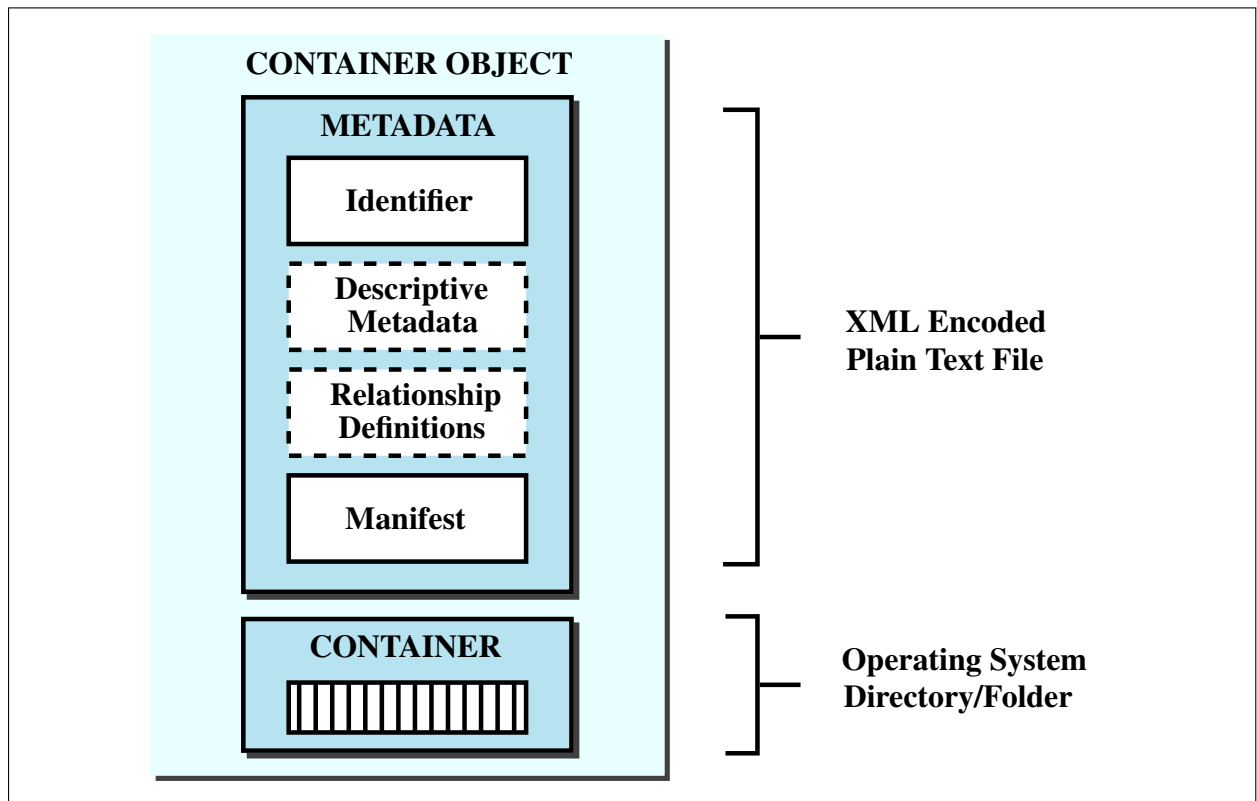 CONTAINER OBJECT
METADATA
Identifier
Descriptive
Metadata
Relationship
Definitions
Manifest
XML Encoded
Plain Text File
CONTAINER
Operating System
Directory/Folder